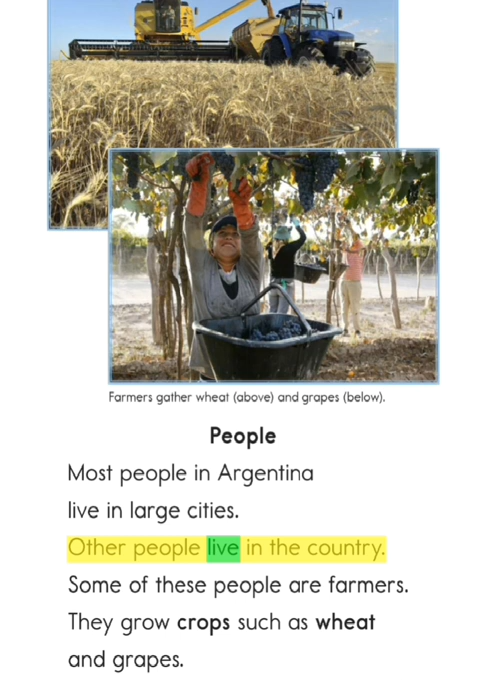 Farmers gather wheat (above) and grapes (below).
People
Most people in Argentina
live in large cities.
Other people live in the country.
Some of these people are farmers.
They grow crops such as wheat
and grapes.